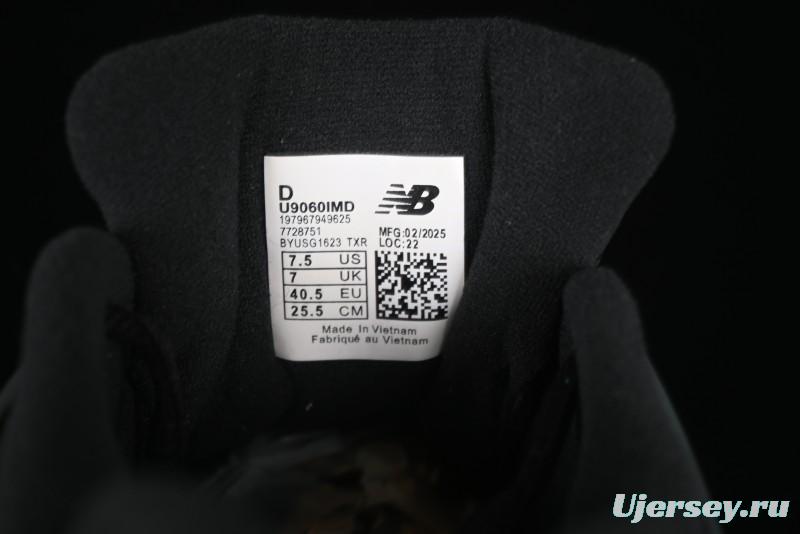 D
U9060IMD
197967949625
7728751
BYUSG1623 TXR
NB
MFG:02/2025
LOC:22
7.5 US
7 UK
40.5 EU
25.5 CM
Made In Vietnam
Fabriqué au Vietnam
Ujersey.ru